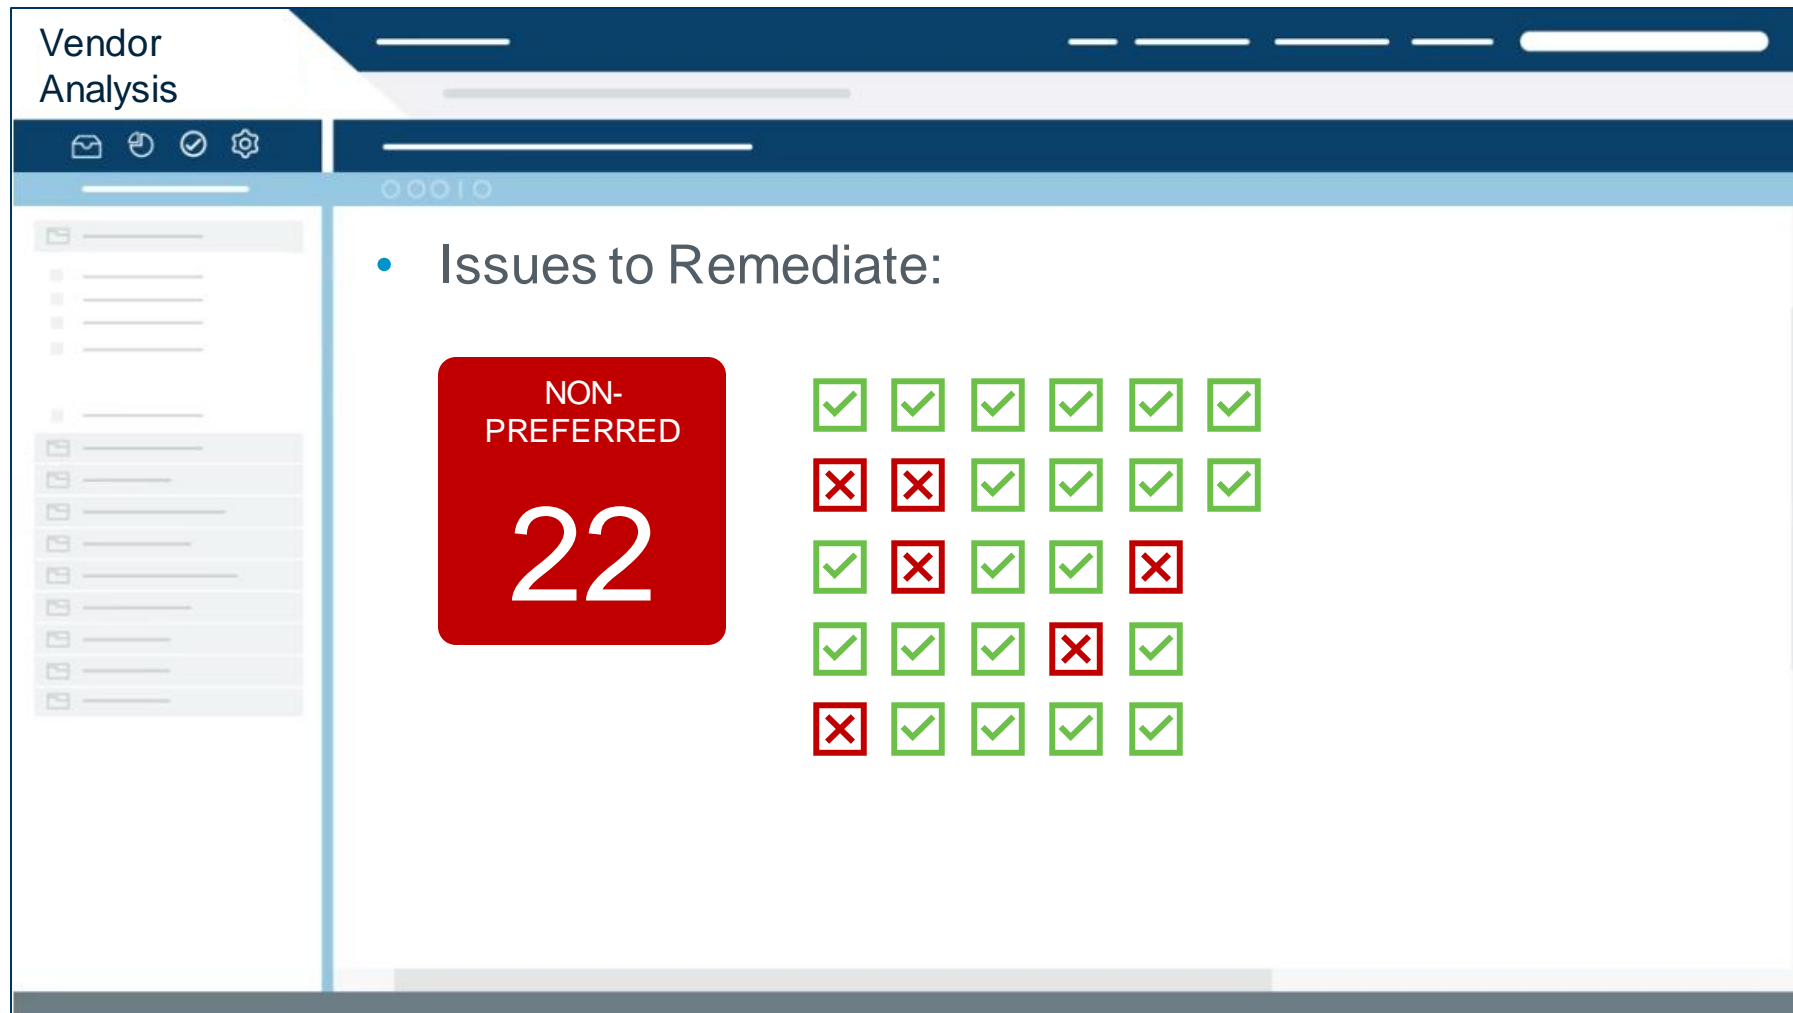 Vendor
Analysis
• Issues to Remediate:
NON-
PREFERRED
22